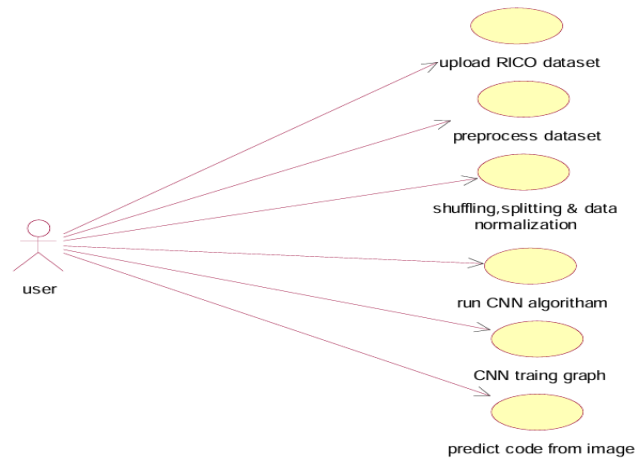 upload RICO dataset
preprocess dataset
shuffling,splitting & data
normalization
user
run CNN algoritham
CNN traing graph
predict code from image